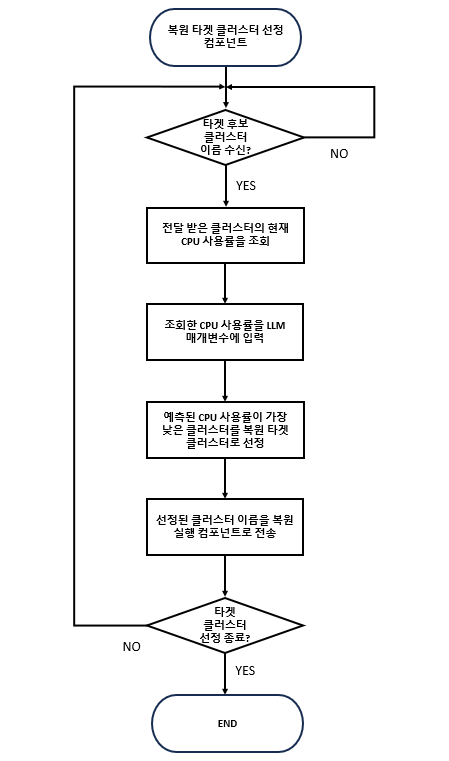 복원 타겟 클러스터 선정
컴포넌트
타겟 후보
클러스터
이름 수신?
NO
YES
전달 받은 클러스터의 현재
CPU 사용률을 조회
조회한 CPU 사용률을 LLM
매개변수에 입력
예측된 CPU 사용률이 가장
낮은 클러스터를 복원 타겟
클러스터로 선정
선정된 클러스터 이름을 복원
실행 컴포넌트로 전송
타겟
클러스터
선정 종료?
NO
YES
END